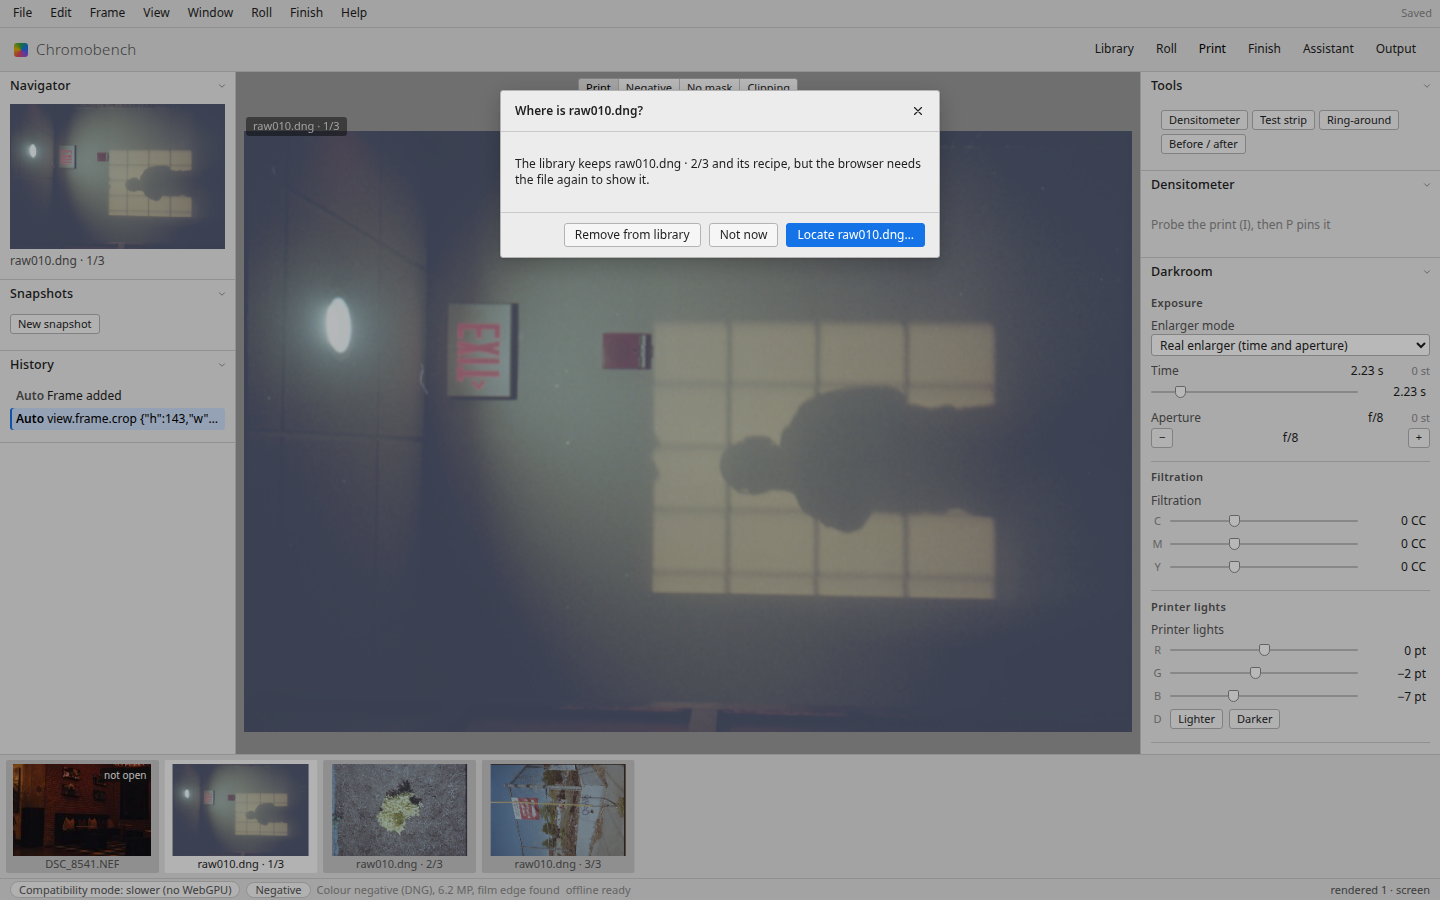 File Edit Frame View Window Roll Finish Help
Saved
Chromobench
Library Roll Print Finish Assistant Output
Navigator
raw010.dng · 1/3
Snapshots
New snapshot
History
Auto Frame added
Auto view.frame.crop {"h":143,"w"...
Print Negative No mask Clipping
raw010.dng · 1/3
EXIT
Where is raw010.dng?
The library keeps raw010.dng · 2/3 and its recipe, but the browser needs
the file again to show it.
Remove from library Not now Locate raw010.dng...
Tools
Densitometer Test strip Ring-around
Before / after
Densitometer
Probe the print (I), then P pins it
Darkroom
Exposure
Enlarger mode
Real enlarger (time and aperture)
Time 2.23 s 0 st
2.23 s
Aperture f/8 0 st
− f/8 +
Filtration
Filtration
C 0 CC
M 0 CC
Y 0 CC
Printer lights
Printer lights
R 0 pt
G −2 pt
B −7 pt
D Lighter Darker
not open
DSC_8541.NEF
raw010.dng · 1/3
raw010.dng · 2/3
raw010.dng · 3/3
Compatibility mode: slower (no WebGPU) Negative Colour negative (DNG), 6.2 MP, film edge found offline ready
rendered 1 · screen